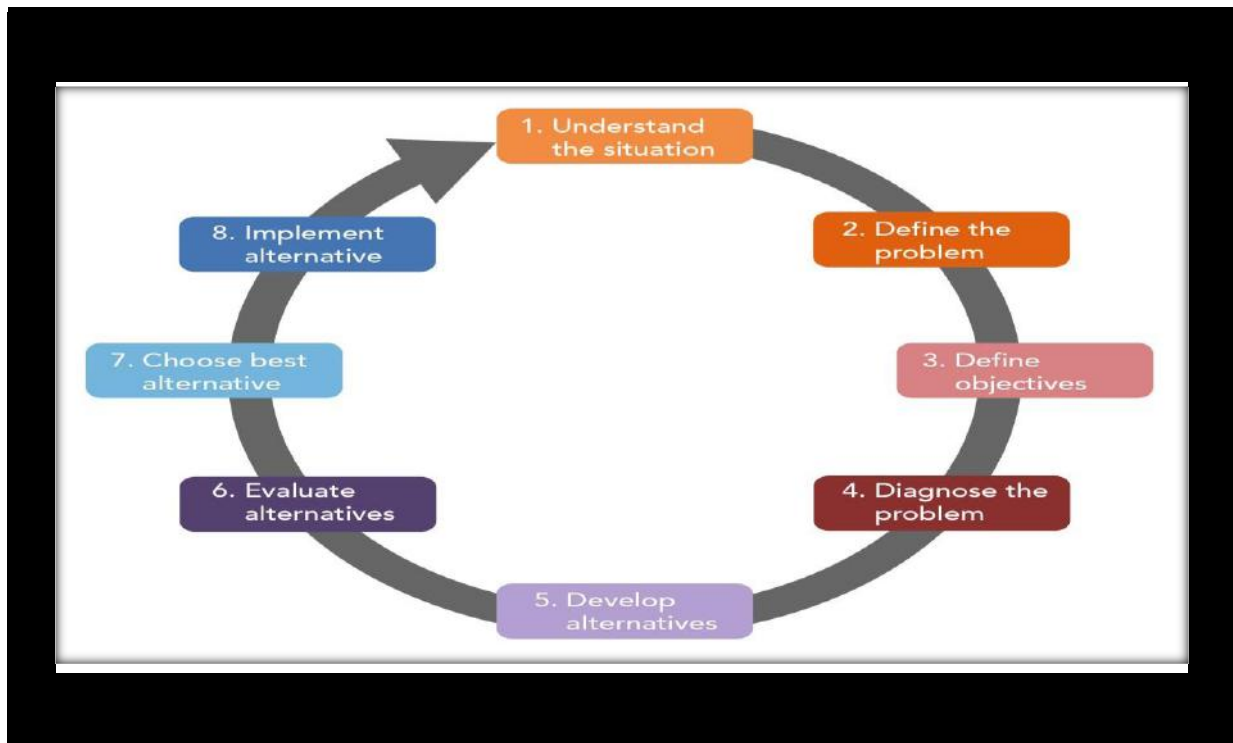 1. Understand
the situation
2. Define the
problem
3. Define
objectives
4. Diagnose the
problem
5. Develop
alternatives
6. Evaluate
alternatives
7. Choose best
alternative
8. Implement
alternative